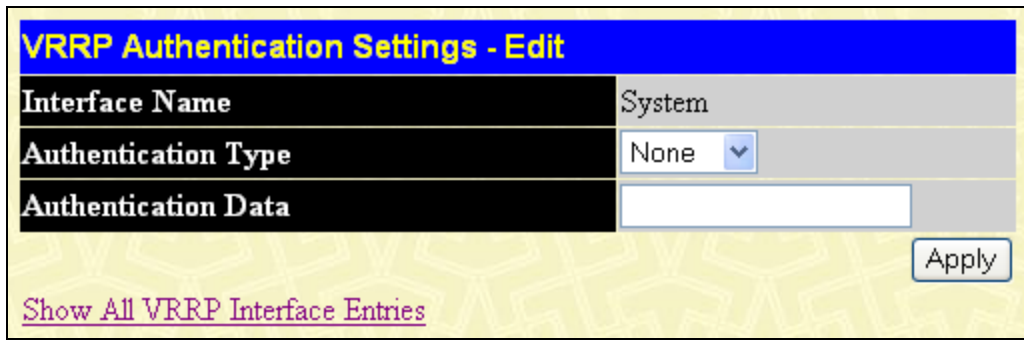 VRRP Authentication Settings - Edit
Interface Name System
Authentication Type None
Authentication Data
Apply
Show All VRRP Interface Entries